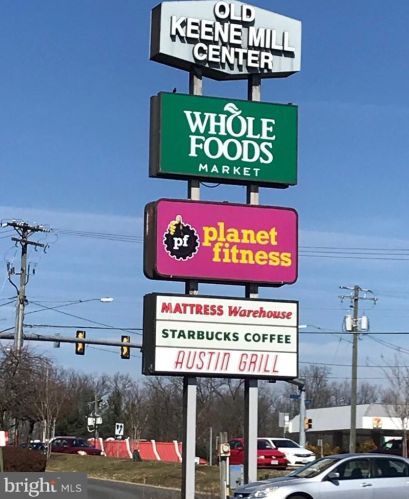 OLD
KEENE MILL
CENTER
WHOLE
FOODS
MARKET
pf planet
fitness
MATTRESS Warehouse
STARBUCKS COFFEE
AUSTIN GRILL
bright MLS